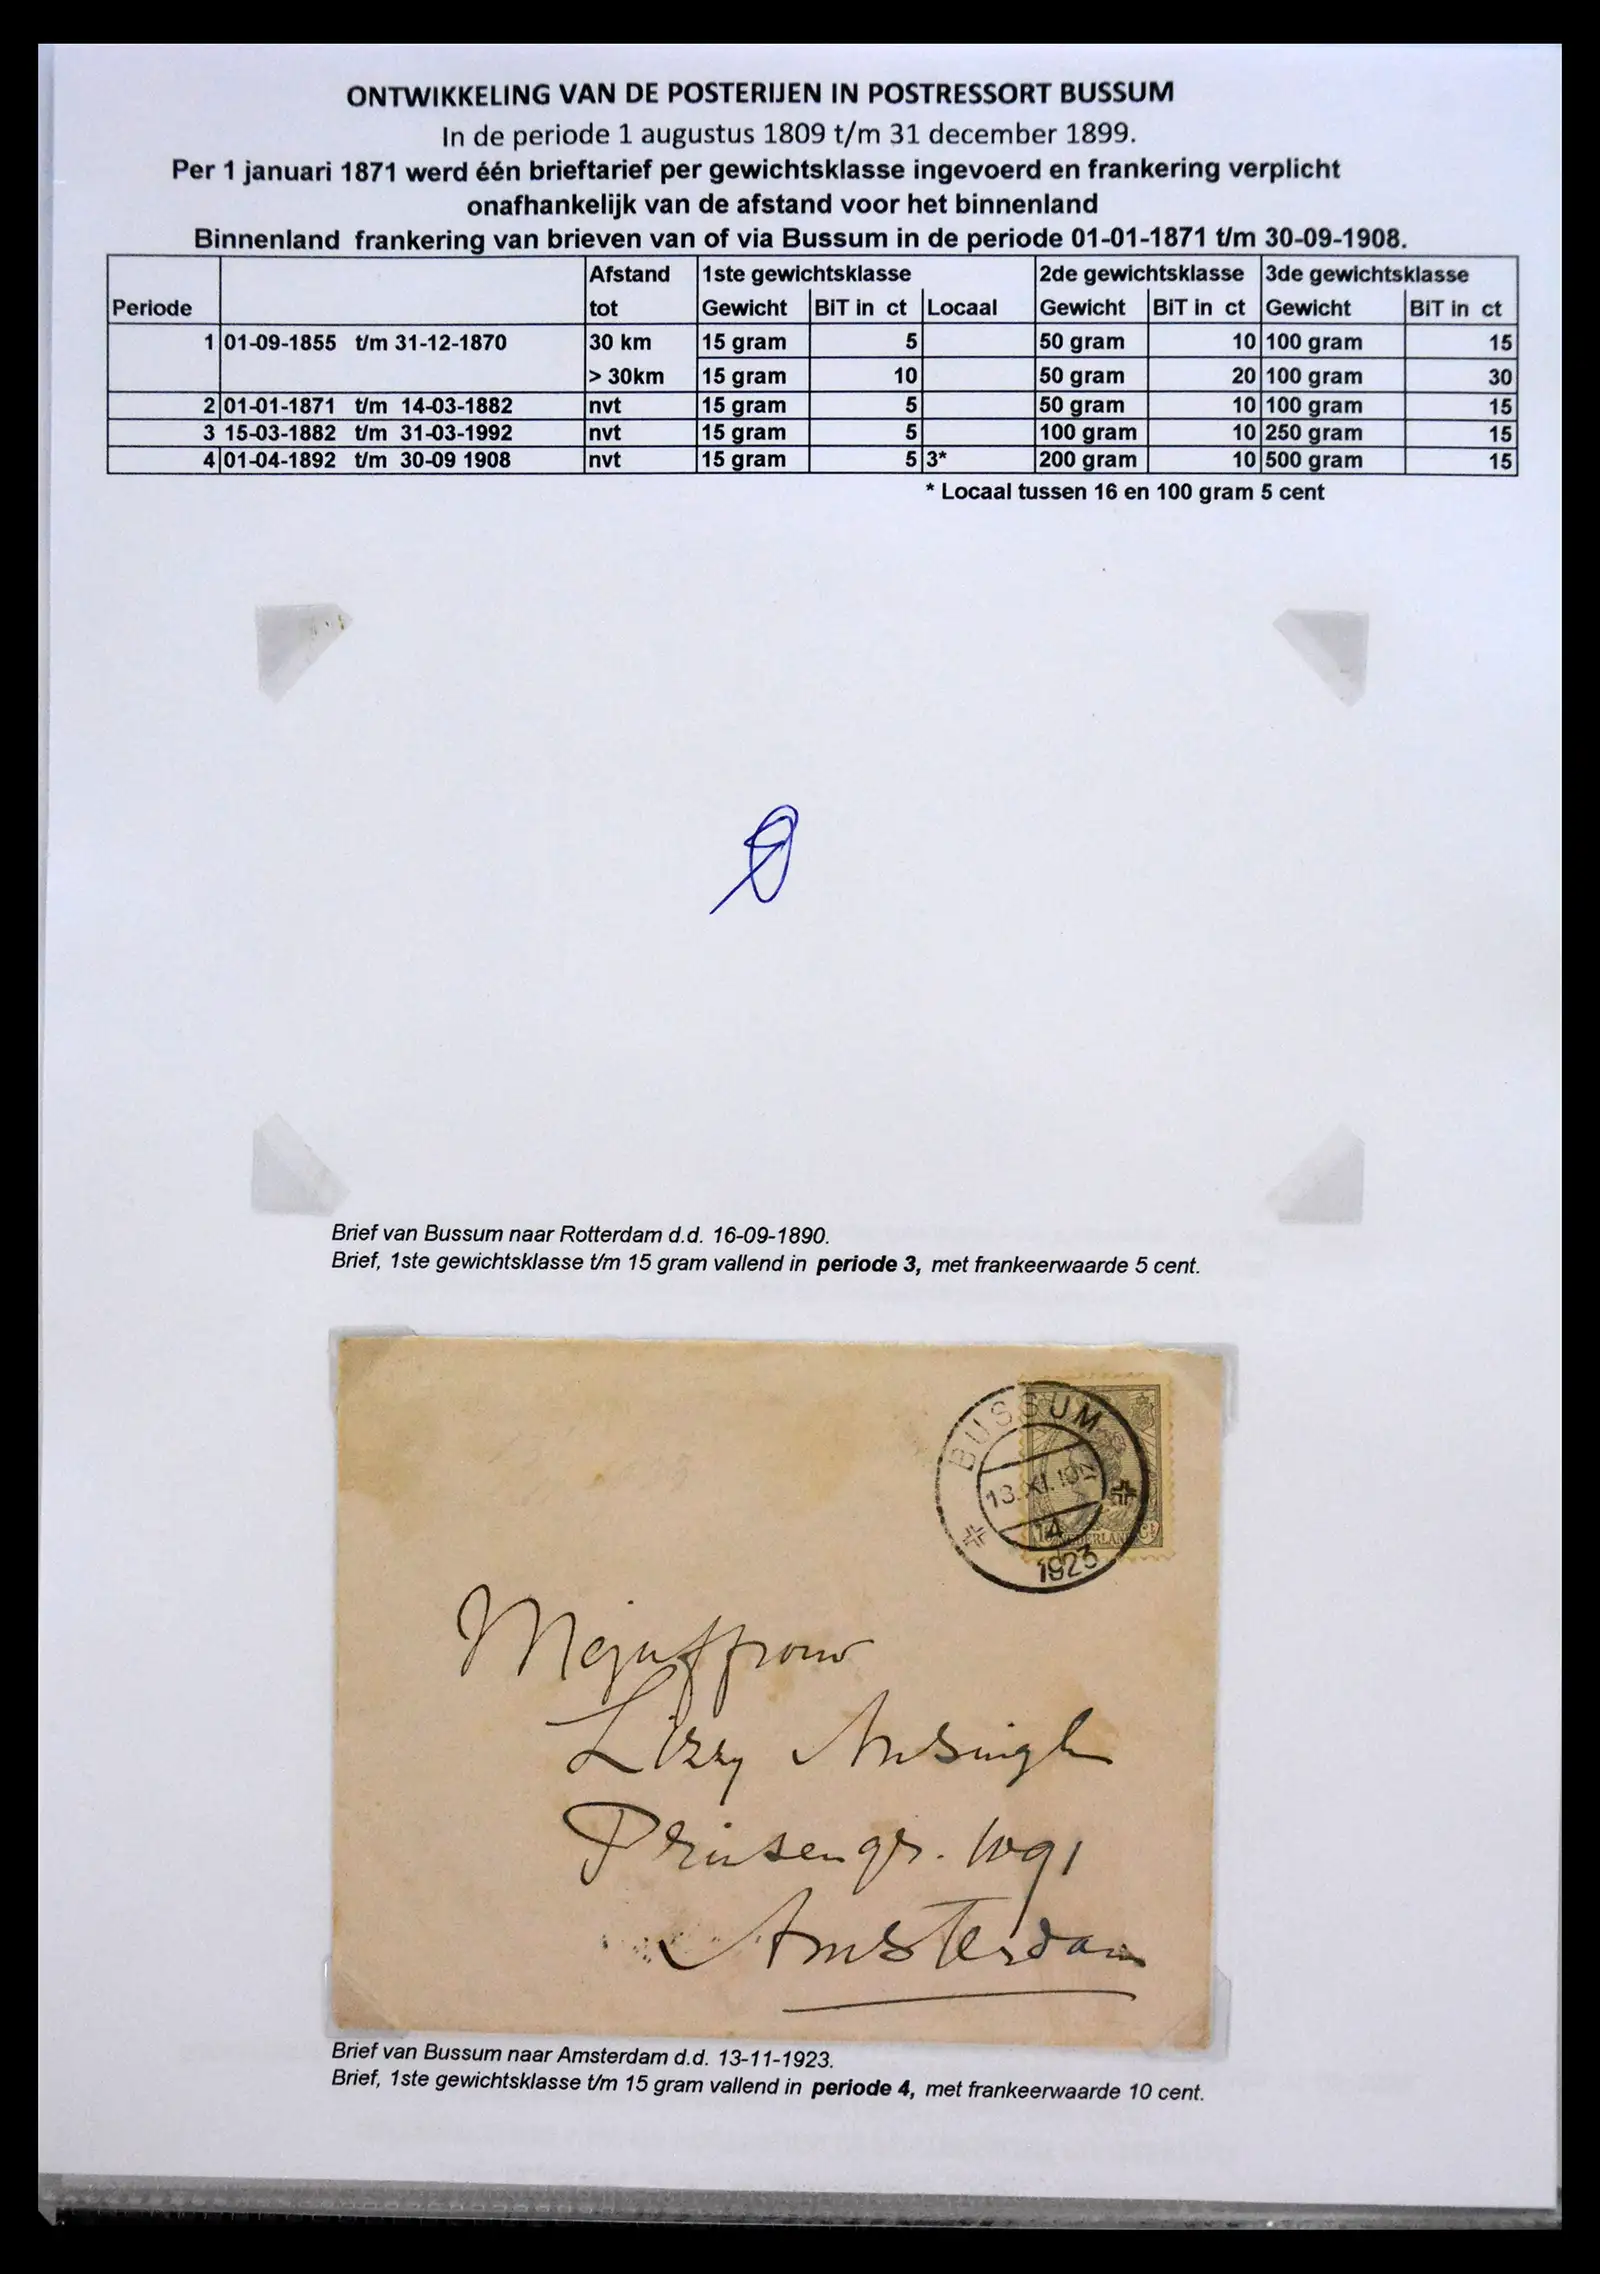 ONTWIKKELING VAN DE POSTERIJEN IN POSTRESSORT BUSSUM
In de periode 1 augustus 1809 t/m 31 december 1899.
Per 1 januari 1871 werd één brieftarief per gewichtsklasse ingevoerd en frankering verplicht
onafhankelijk van de afstand voor het binnenland
Binnenland frankering van brieven van of via Bussum in de periode 01-01-1871 t/m 30-09-1908.
Afstand 1ste gewichtsklasse 2de gewichtsklasse 3de gewichtsklasse
Periode tot Gewicht BiT in ct Locaal Gewicht BiT in ct Gewicht BiT in ct
1 01-09-1855 t/m 31-12-1870 30 km 15 gram 5 50 gram 10 100 gram 15
> 30km 15 gram 10 50 gram 20 100 gram 30
2 01-01-1871 t/m 14-03-1882 nvt 15 gram 5 50 gram 10 100 gram 15
3 15-03-1882 t/m 31-03-1992 nvt 15 gram 5 100 gram 10 250 gram 15
4 01-04-1892 t/m 30-09 1908 nvt 15 gram 5 3* 200 gram 10 500 gram 15
* Locaal tussen 16 en 100 gram 5 cent
Brief van Bussum naar Rotterdam d.d. 16-09-1890.
Brief, 1ste gewichtsklasse t/m 15 gram vallend in periode 3, met frankeerwaarde 5 cent.
BUSSUM
13.XI.10N
14
1923
NEDERLAND
Ct
Mejuffrouw
Lizzy Ansingh
Prinsengr. 1091
Amsterdam
Brief van Bussum naar Amsterdam d.d. 13-11-1923.
Brief, 1ste gewichtsklasse t/m 15 gram vallend in periode 4, met frankeerwaarde 10 cent.